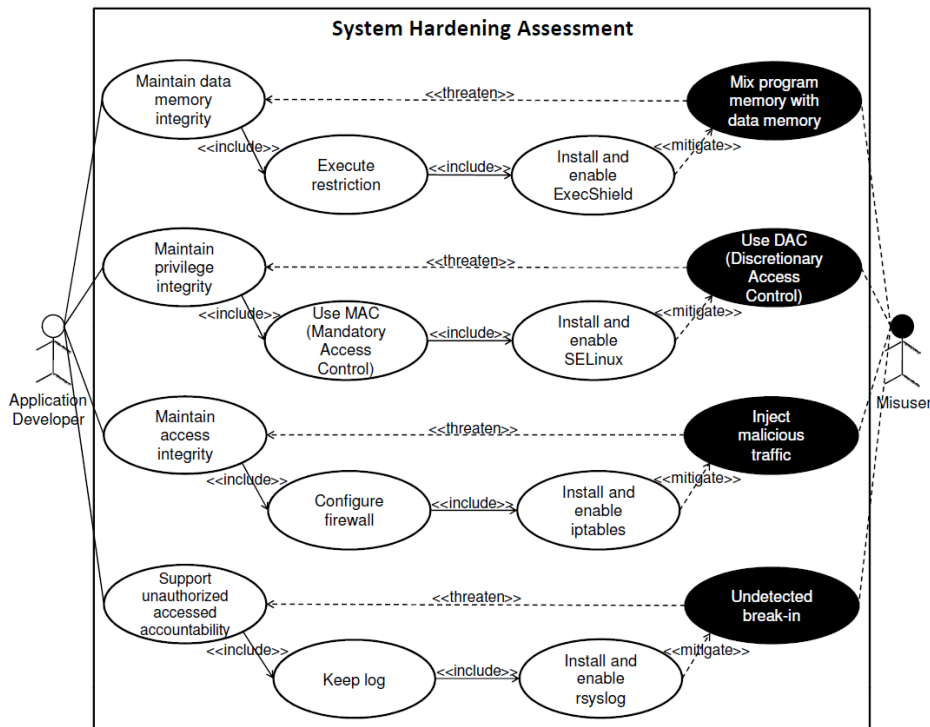 System Hardening Assessment
Maintain data
memory
integrity
<<threaten>>
Mix program
memory with
data memory
<<include>>
Execute
restriction
<<include>>
Install and
enable
ExecShield
<<mitigate>>
Maintain
privilege
integrity
<<threaten>>
Use DAC
(Discretionary
Access
Control)
<<include>>
Use MAC
(Mandatory
Access
Control)
<<include>>
Install and
enable
SELinux
<<mitigate>>
Application
Developer
Misuser
Maintain
access
integrity
<<threaten>>
Inject
malicious
traffic
<<include>>
Configure
firewall
<<include>>
Install and
enable
iptables
<<mitigate>>
Support
unauthorized
accessed
accountability
<<threaten>>
Undetected
break-in
<<include>>
Keep log
<<include>>
Install and
enable
rsyslog
<<mitigate>>